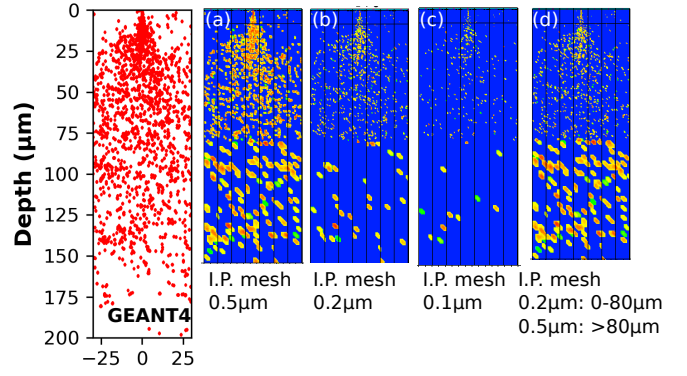 0
25
50
75
100
125
150
175
200
Depth (μm)
GEANT4
−25 0 25
(a)
(b)
(c)
(d)
I.P. mesh
0.5μm
I.P. mesh
0.2μm
I.P. mesh
0.1μm
I.P. mesh
0.2μm: 0-80μm
0.5μm: >80μm